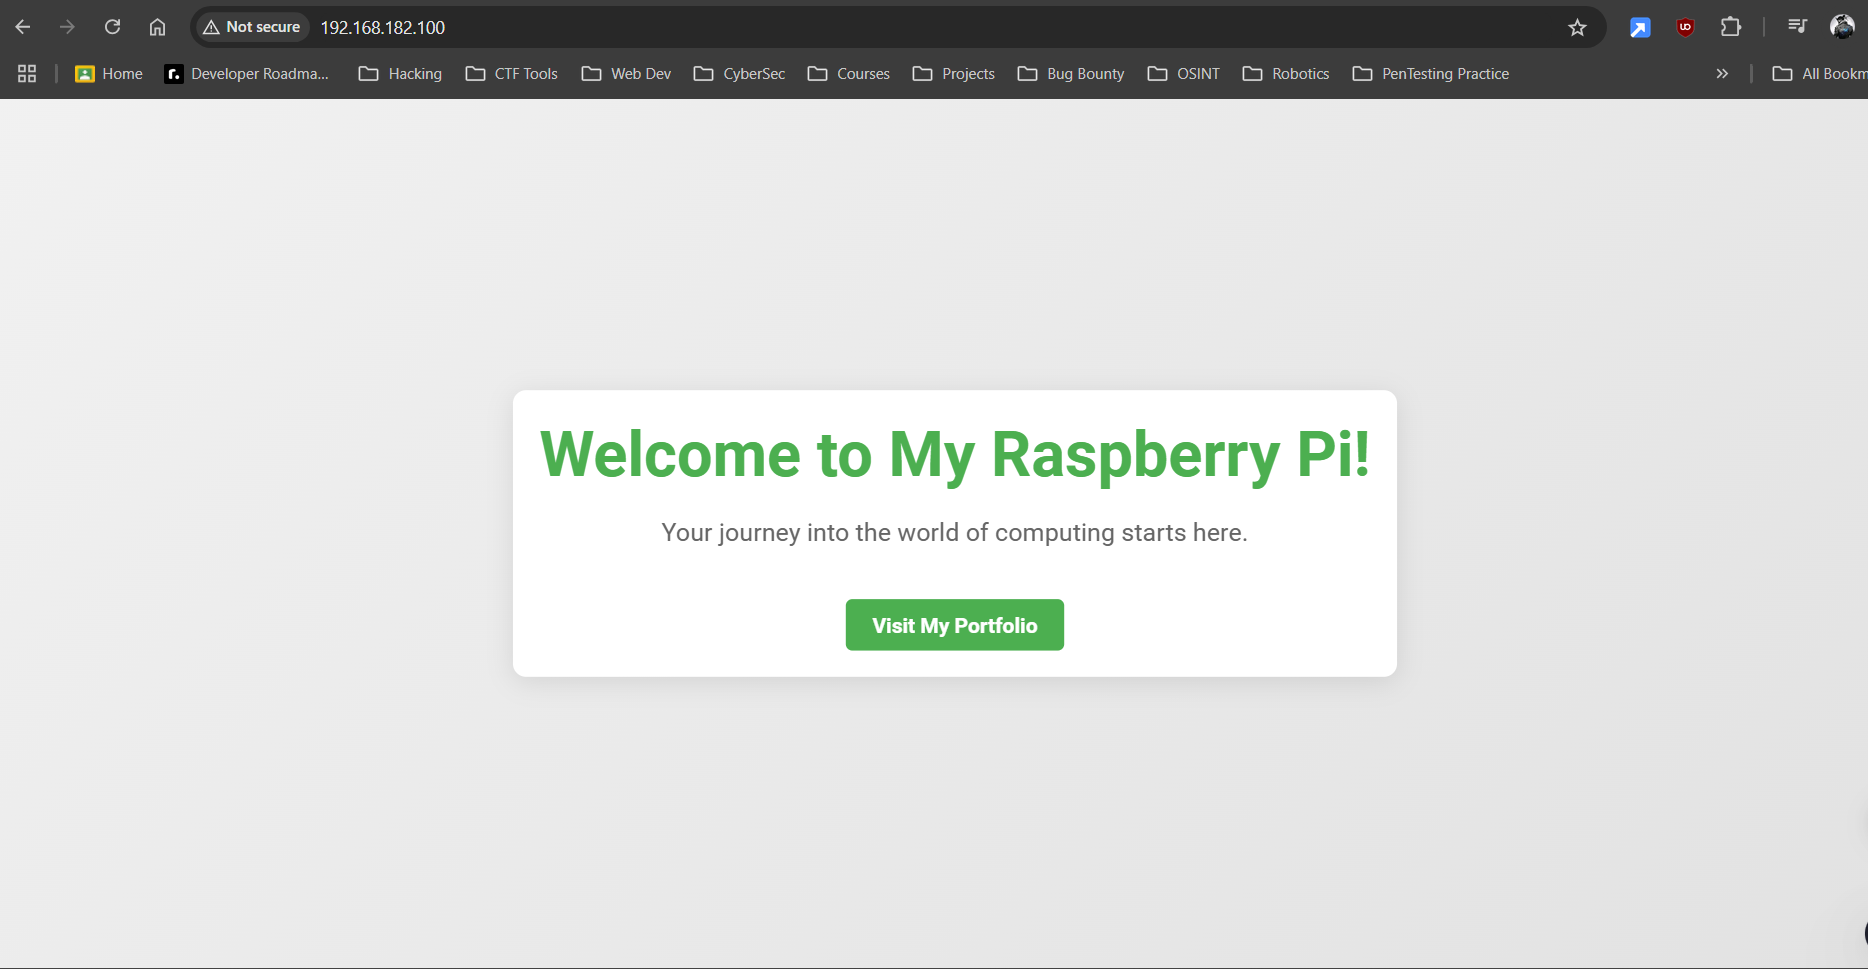 Not secure 192.168.182.100
Home r. Developer Roadma... Hacking CTF Tools Web Dev CyberSec Courses Projects Bug Bounty OSINT Robotics PenTesting Practice » All Bookm
Welcome to My Raspberry Pi!
Your journey into the world of computing starts here.
Visit My Portfolio